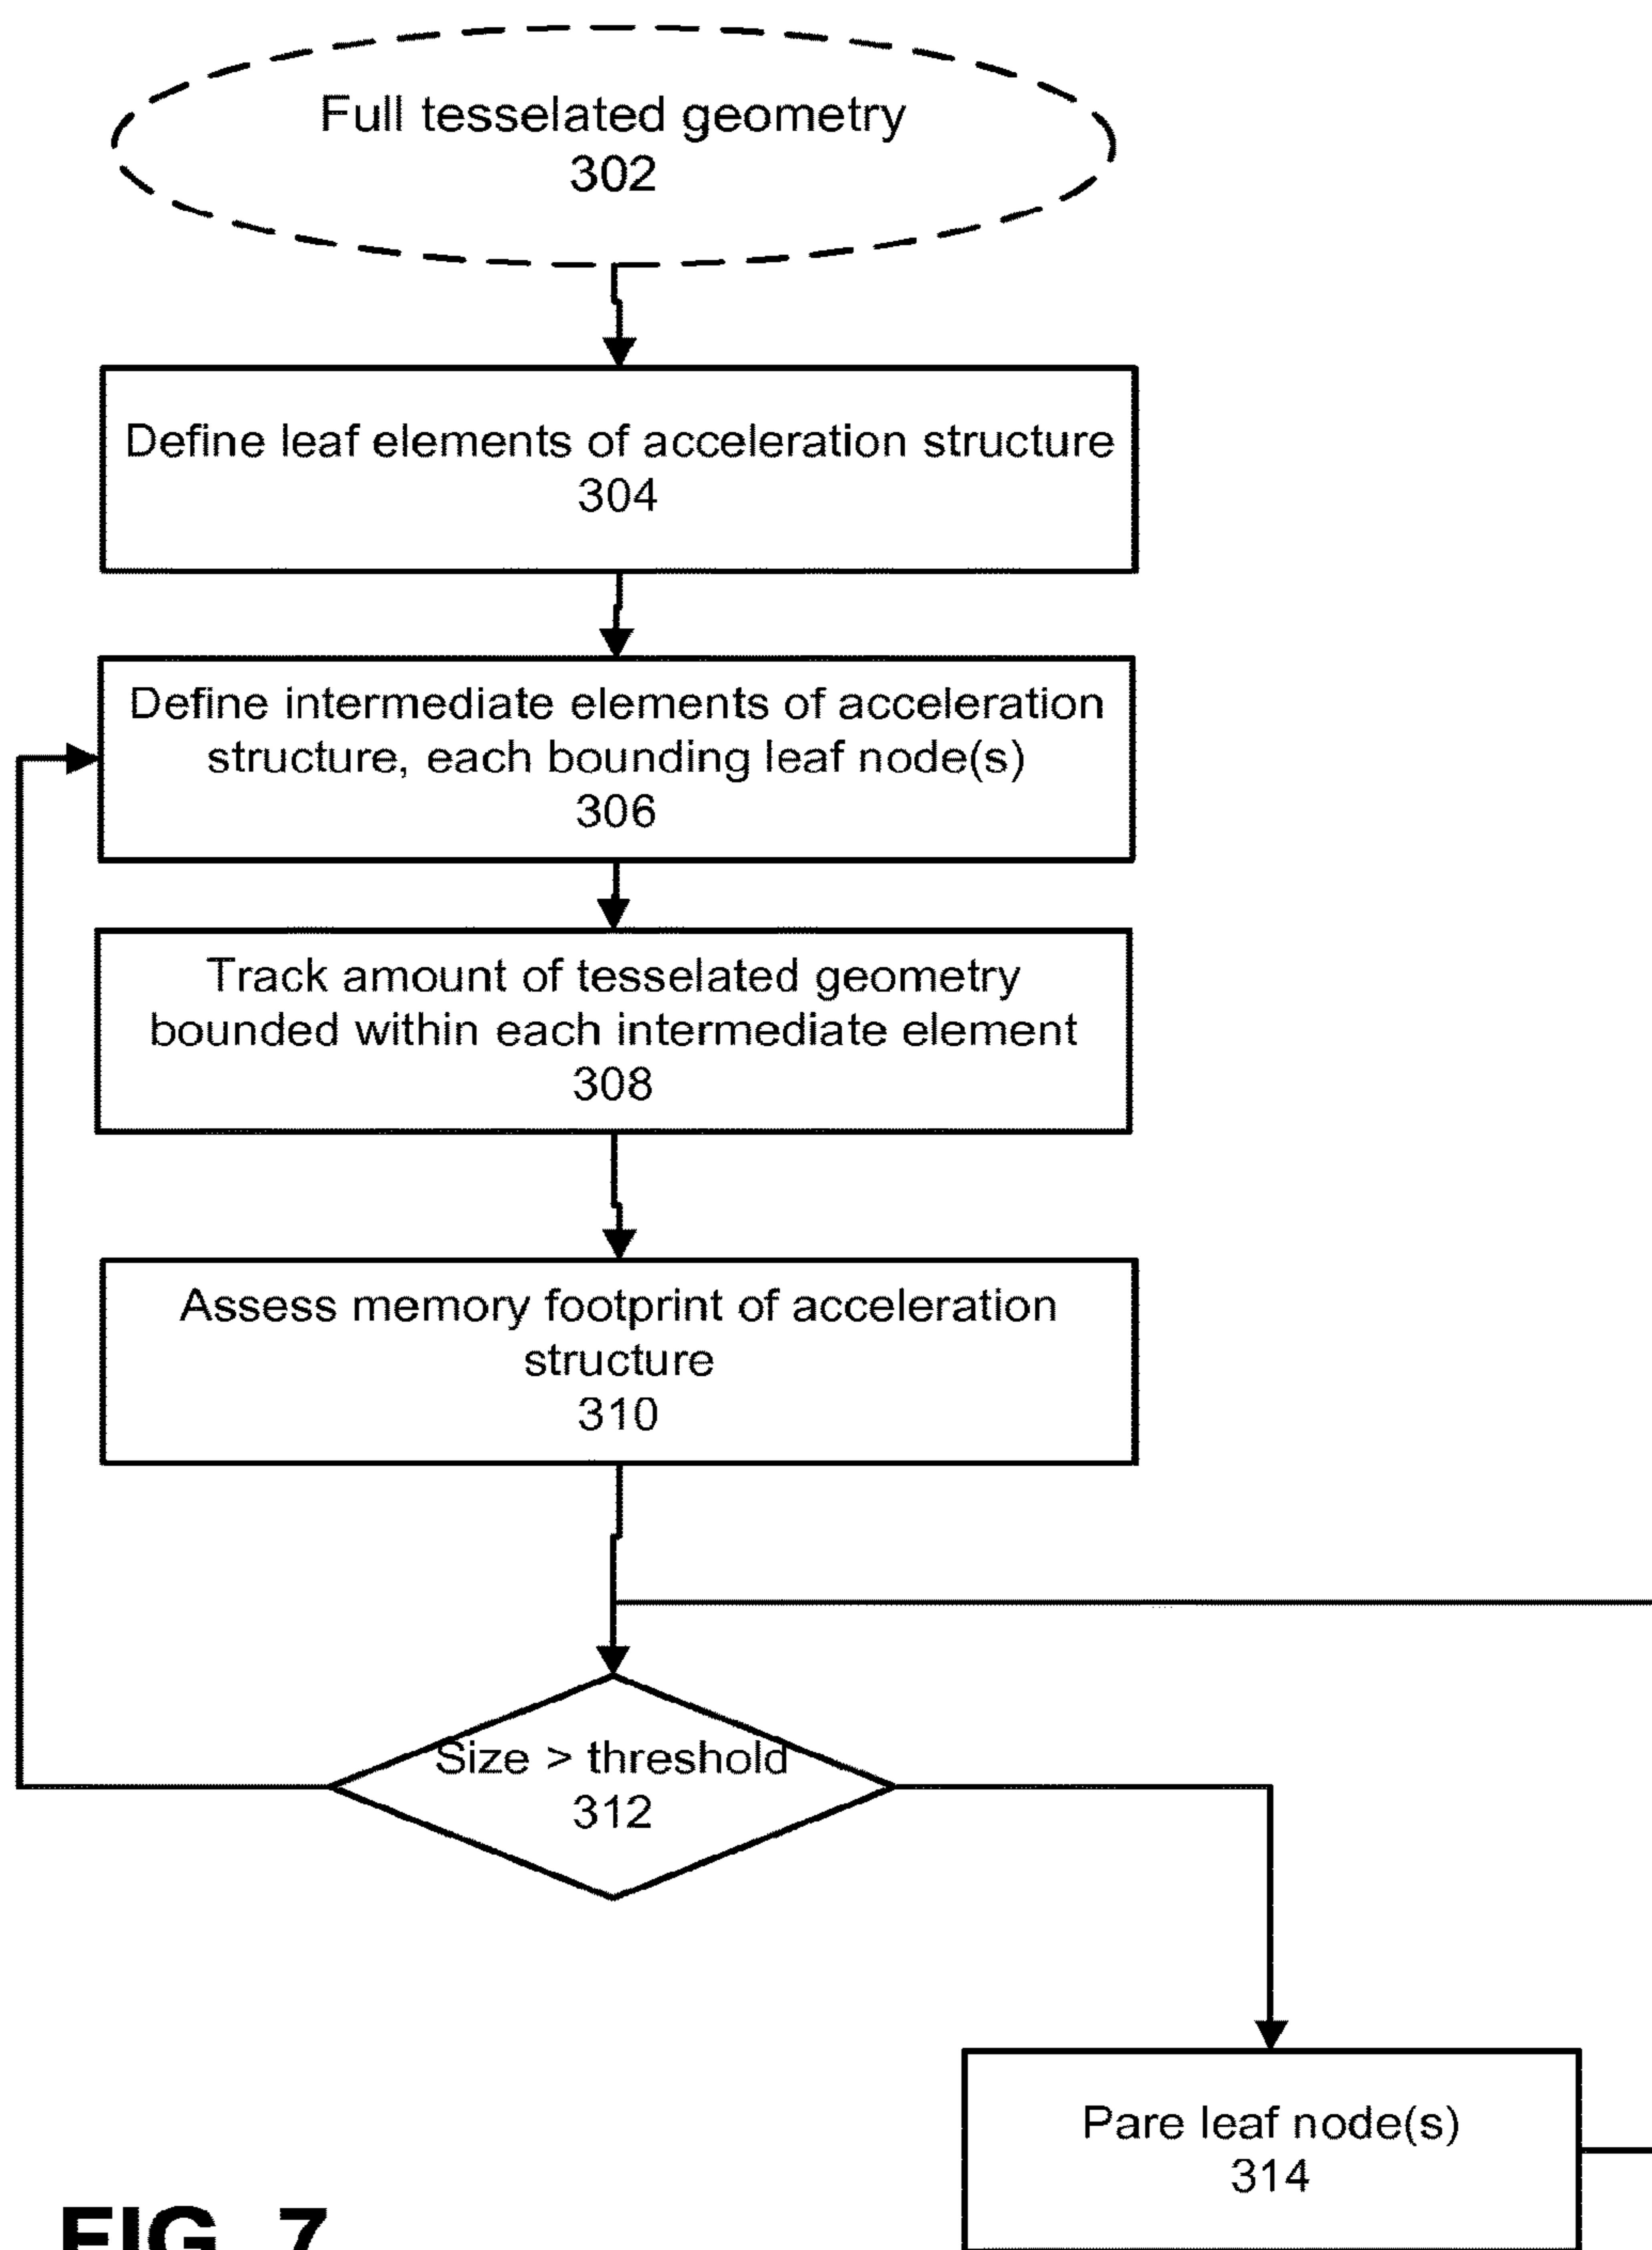 Full tesselated geometry
302
Define leaf elements of acceleration structure
304
Define intermediate elements of acceleration
structure, each bounding leaf node(s)
306
Track amount of tesselated geometry
bounded within each intermediate element
308
Assess memory footprint of acceleration
structure
310
Size > threshold
312
Pare leaf node(s)
314
FIG. 7